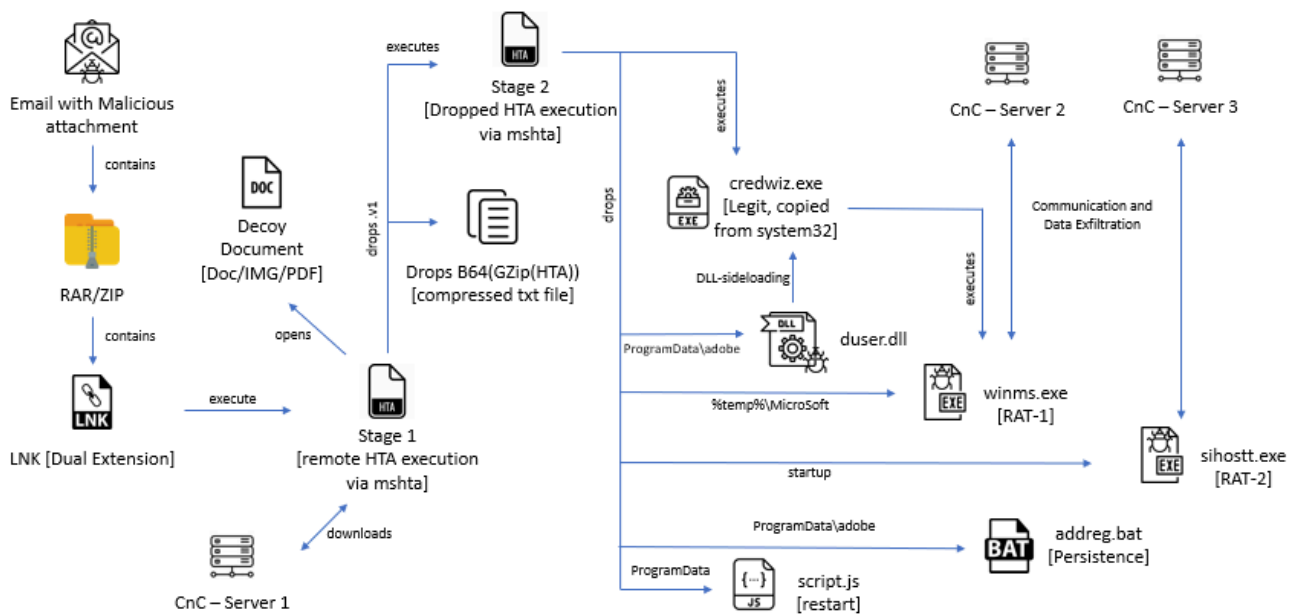 Email with Malicious
attachment
contains
RAR/ZIP
contains
LNK
LNK [Dual Extension]
execute
DOC
Decoy
Document
[Doc/IMG/PDF]
opens
HTA
Stage 1
[remote HTA execution
via mshta]
downloads
CnC – Server 1
drops .v1
executes
HTA
Stage 2
[Dropped HTA execution
via mshta]
Drops B64(GZip(HTA))
[compressed txt file]
drops
executes
EXE
credwiz.exe
[Legit, copied
from system32]
DLL-sideloading
ProgramData\adobe
DLL
duser.dll
executes
%temp%\MicroSoft
EXE
winms.exe
[RAT-1]
startup
EXE
sihostt.exe
[RAT-2]
ProgramData\adobe
BAT
addreg.bat
[Persistence]
ProgramData
{...}
JS
script.js
[restart]
CnC – Server 2
CnC – Server 3
Communication and
Data Exfiltration